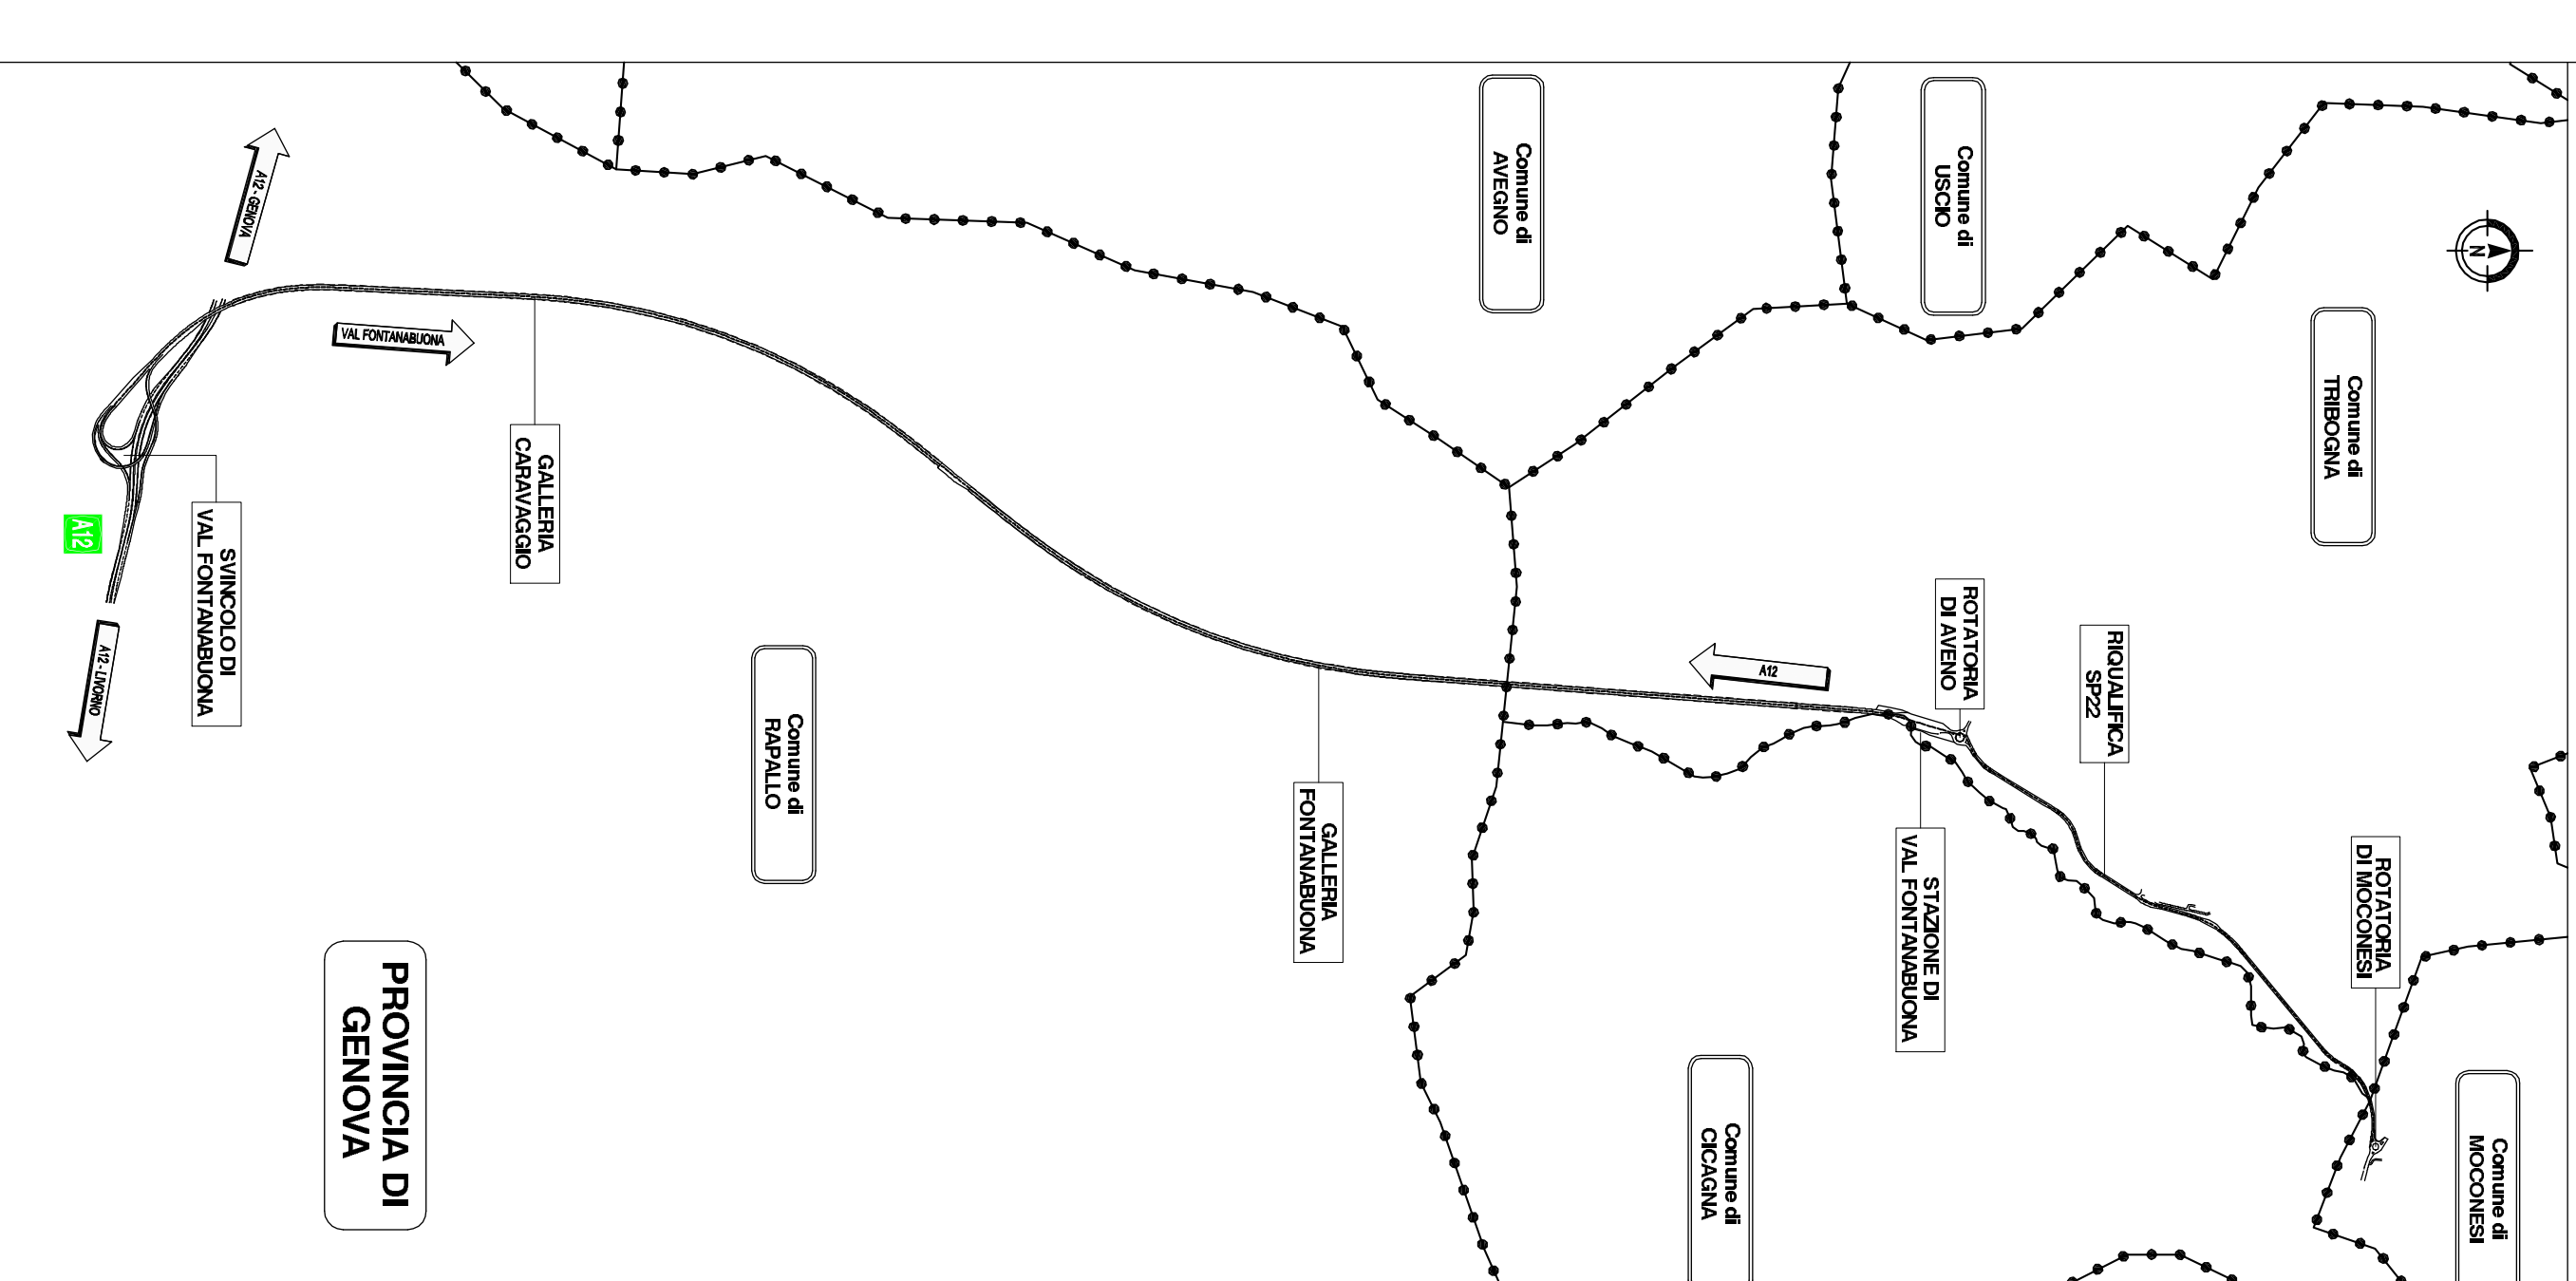 Comune di
AVEGNO
Comune di
USCIO
N
Comune di
TRIBOGNA
A12 - GENOVA
VAL FONTANABUONA
GALLERIA
CARAVAGGIO
SVINCOLO DI
VAL FONTANABUONA
A12
A12 - LIVORNO
Comune di
RAPALLO
GALLERIA
FONTANABUONA
A12
ROTATORIA
DI AVENO
RIQUALIFICA
SP22
STAZIONE DI
VAL FONTANABUONA
ROTATORIA
DI MOCONESI
PROVINCIA DI
GENOVA
Comune di
CICAGNA
Comune di
MOCONESI